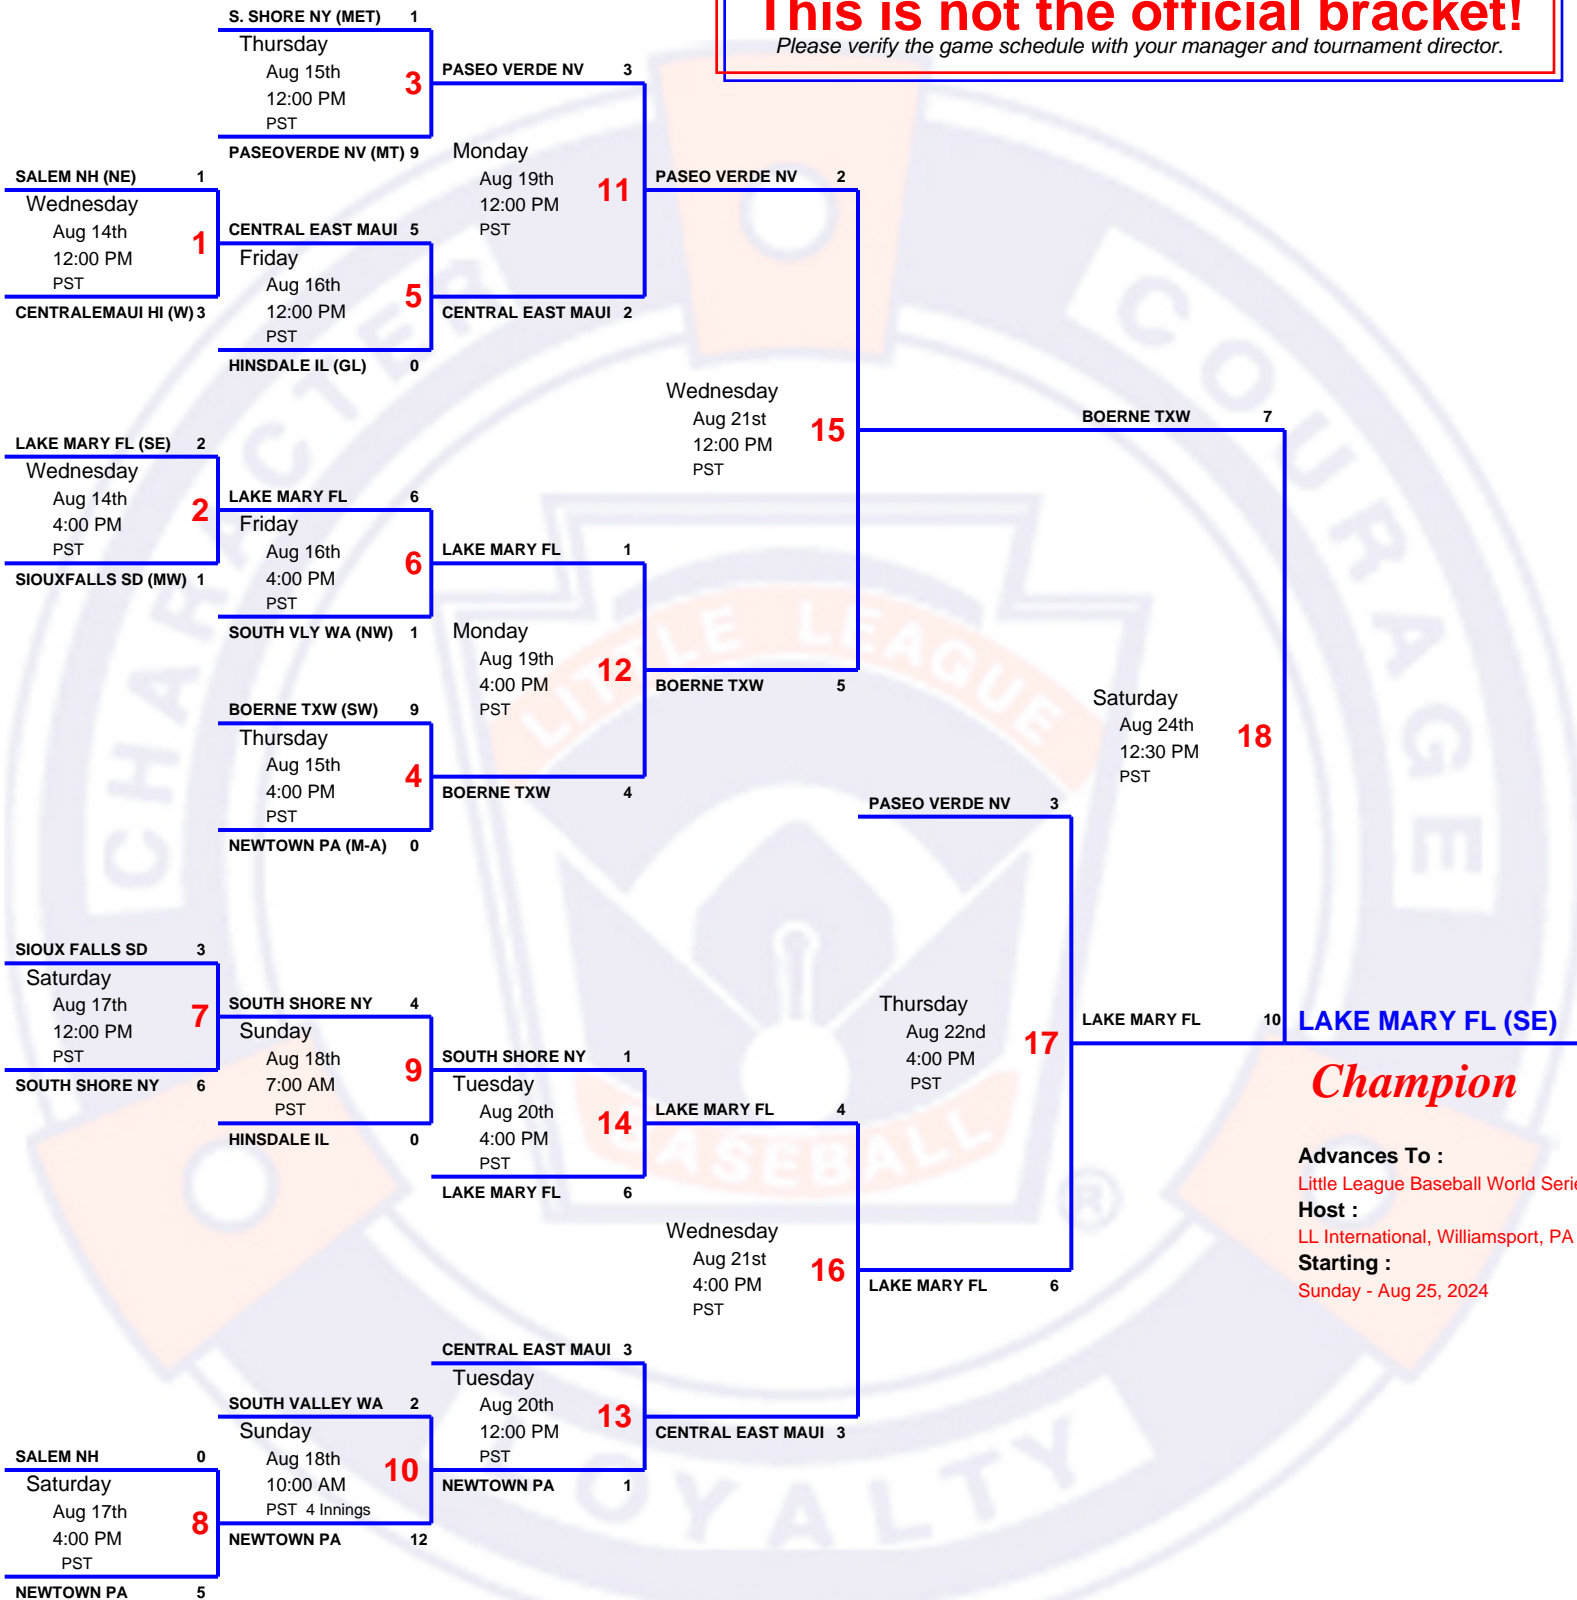 This is not the official bracket!
Please verify the game schedule with your manager and tournament director.
S. SHORE NY (MET) 1
Thursday
Aug 15th
12:00 PM
PST
3
PASEOVERDE NV (MT) 9
SALEM NH (NE) 1
Wednesday
Aug 14th
12:00 PM
PST
1
CENTRALEMAUI HI (W) 3
CENTRAL EAST MAUI 5
Friday
Aug 16th
12:00 PM
PST
5
HINSDALE IL (GL) 0
PASEO VERDE NV 3
Monday
Aug 19th
12:00 PM
PST
11
CENTRAL EAST MAUI 2
LAKE MARY FL (SE) 2
Wednesday
Aug 14th
4:00 PM
PST
2
SIOUXFALLS SD (MW) 1
LAKE MARY FL 6
Friday
Aug 16th
4:00 PM
PST
6
SOUTH VLY WA (NW) 1
BOERNE TXW (SW) 9
Thursday
Aug 15th
4:00 PM
PST
4
NEWTOWN PA (M-A) 0
LAKE MARY FL 1
Monday
Aug 19th
4:00 PM
PST
12
BOERNE TXW 4
PASEO VERDE NV 2
Wednesday
Aug 21st
12:00 PM
PST
15
BOERNE TXW 5
SIOUX FALLS SD 3
Saturday
Aug 17th
12:00 PM
PST
7
SOUTH SHORE NY 6
SOUTH SHORE NY 4
Sunday
Aug 18th
7:00 AM
PST
9
HINSDALE IL 0
SOUTH SHORE NY 1
Tuesday
Aug 20th
4:00 PM
PST
14
LAKE MARY FL 6
SALEM NH 0
Saturday
Aug 17th
4:00 PM
PST
8
NEWTOWN PA 5
SOUTH VALLEY WA 2
Sunday
Aug 18th
10:00 AM
PST 4 Innings
10
NEWTOWN PA 12
CENTRAL EAST MAUI 3
Tuesday
Aug 20th
12:00 PM
PST
13
NEWTOWN PA 1
LAKE MARY FL 4
Wednesday
Aug 21st
4:00 PM
PST
16
CENTRAL EAST MAUI 3
PASEO VERDE NV 3
Thursday
Aug 22nd
4:00 PM
PST
17
LAKE MARY FL 6
BOERNE TXW 7
Saturday
Aug 24th
12:30 PM
PST
18
LAKE MARY FL 10
LAKE MARY FL (SE)
Champion
Advances To :
Little League Baseball World Serie
Host :
LL International, Williamsport, PA
Starting :
Sunday - Aug 25, 2024
CHARACTER
COURAGE
LOYALTY
LITTLE LEAGUE
BASEBALL
®